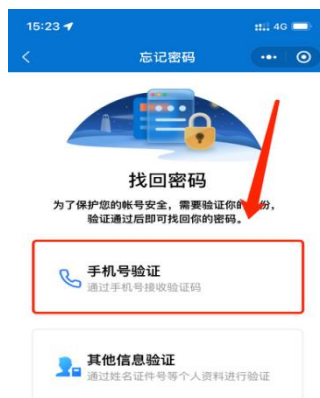 15:23
4G
忘记密码
找回密码
为了保护您的帐号安全，需要验证你的 份，
验证通过后即可找回你的密码。
手机号验证
通过手机号接收验证码
其他信息验证
通过姓名证件号等个人资料进行验证